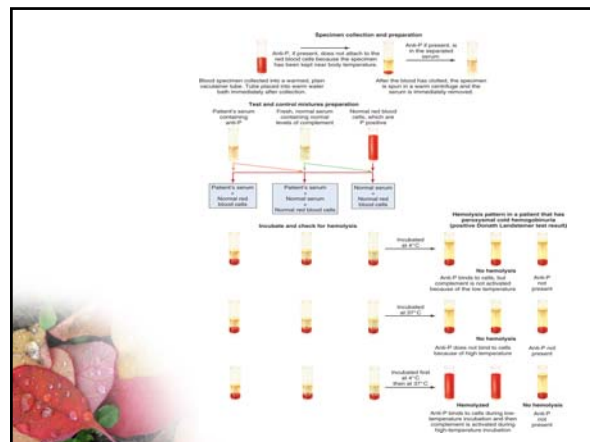 Specimen collection and preparation
Anti-P, if present, does not attach to the
red blood cells because the specimen
has been kept near body temperature.
Anti-P if present, is
in the separated
serum
Blood specimen collected into a warmed, plain
vacutainer tube. Tube placed into warm water
bath immediately after collection.
After the blood has clotted, the specimen
is spun in a warm centrifuge and
the serum is immediately removed.
Test and control mixtures preparation
Patient's serum
containing
anti-P
Fresh, normal serum
containing normal
levels of complement
Normal red blood
cells, which are
P positive
Patient's serum
+
Normal red
blood cells
Patient's serum
+
Normal serum
+
Normal red blood cells
Normal serum
+
Normal red
blood cells
Incubate and check for hemolysis
Hemolysis pattern in a patient that has
paroxysmal cold hemogobinuria
(positive Donath Landsteiner test result)
Incubated
at 4°C
No hemolysis
Anti-P binds to cells, but
complement is not activated
because of the low temperature
Anti-P
not
present
Incubated
at 37°C
No hemolysis
Anti-P does not bind to cells
because of high temperature
Anti-P not
present
Incubated first
at 4°C
then at 37°C
Hemolyzed
Anti-P binds to cells during low-
temperature incubation and then
complement is activated during
high-temperature incubation
No hemolysis
Anti-P
not
present